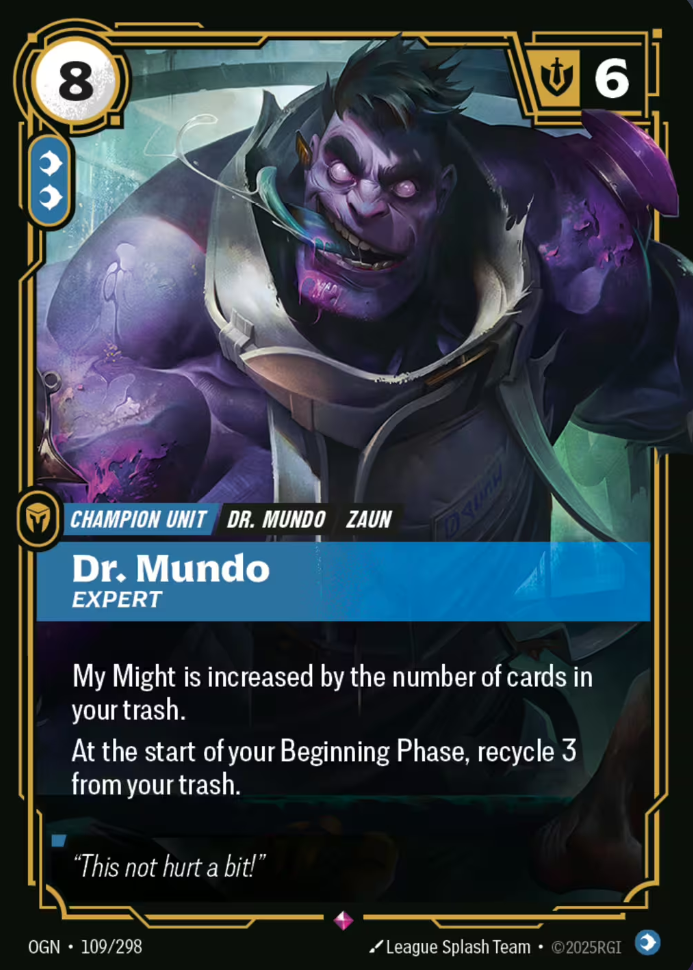 8
6
CHAMPION UNIT DR. MUNDO ZAUN
Dr. Mundo
EXPERT
My Might is increased by the number of cards in
your trash.
At the start of your Beginning Phase, recycle 3
from your trash.
“This not hurt a bit!”
OGN • 109/298
League Splash Team • ©2025RGI